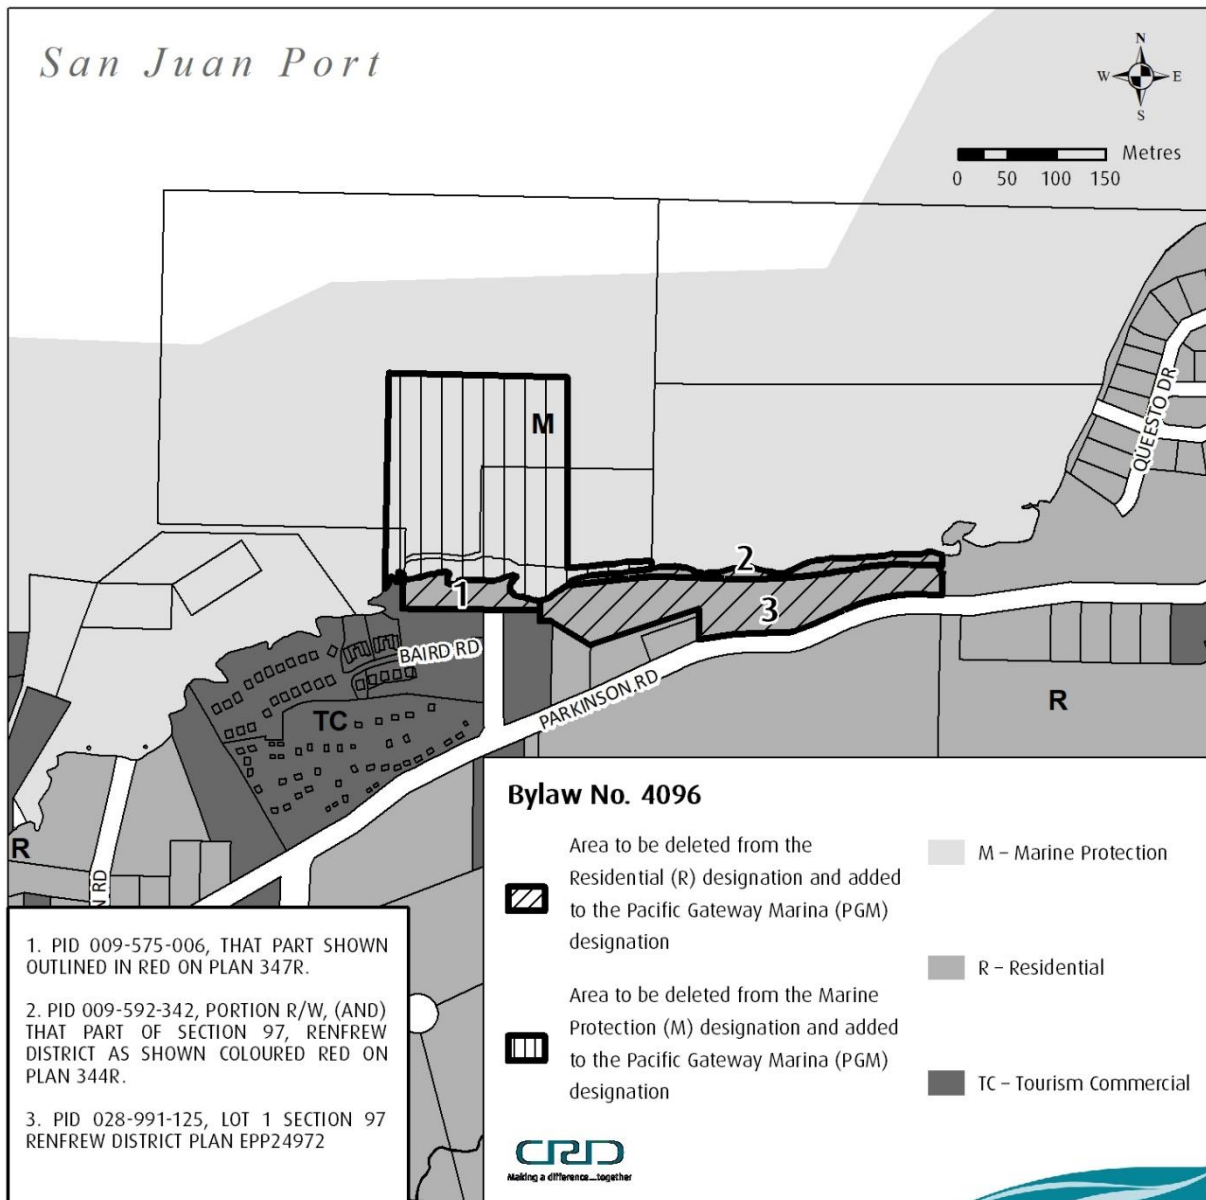 San Juan Port
N
W E
S
Metres
0 50 100 150
M
QUEESTO DR
2
1
3
BAIRD RD
PARKINSON RD
TC
R
R
N RD
Bylaw No. 4096
Area to be deleted from the
Residential (R) designation and added
to the Pacific Gateway Marina (PGM)
designation
Area to be deleted from the Marine
Protection (M) designation and added
to the Pacific Gateway Marina (PGM)
designation
M – Marine Protection
R – Residential
TC – Tourism Commercial
1. PID 009-575-006, THAT PART SHOWN
OUTLINED IN RED ON PLAN 347R.
2. PID 009-592-342, PORTION R/W, (AND)
THAT PART OF SECTION 97, RENFREW
DISTRICT AS SHOWN COLOURED RED ON
PLAN 344R.
3. PID 028-991-125, LOT 1 SECTION 97
RENFREW DISTRICT PLAN EPP24972
CRD
Making a difference...together